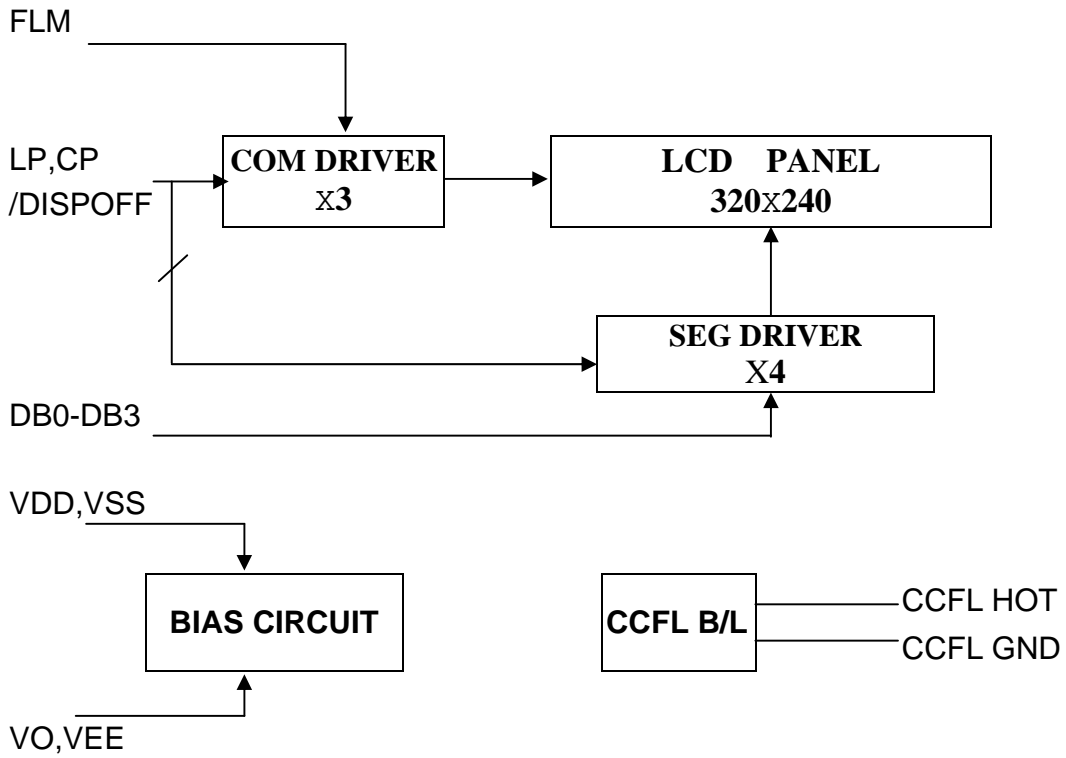 FLM
LP,CP
/DISPOFF
COM DRIVER
X3
LCD PANEL
320X240
SEG DRIVER
X4
DB0-DB3
VDD,VSS
BIAS CIRCUIT
CCFL B/L
CCFL HOT
CCFL GND
VO,VEE